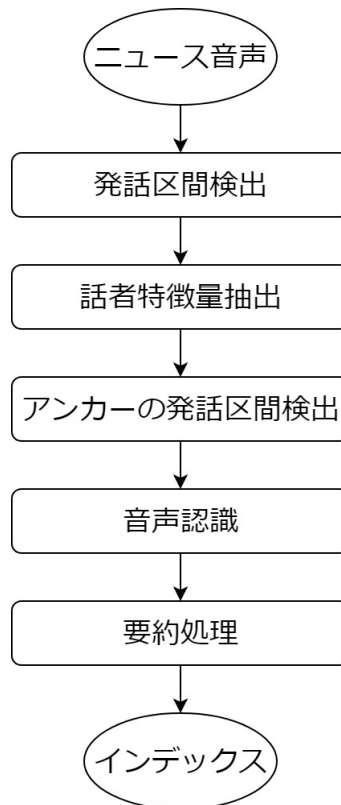 ニュース音声
発話区間検出
話者特徴量抽出
アンカーの発話区間検出
音声認識
要約処理
インデックス